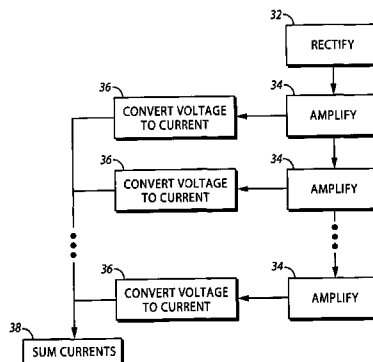 32
RECTIFY
36
34
CONVERT VOLTAGE
TO CURRENT
AMPLIFY
36
34
CONVERT VOLTAGE
TO CURRENT
AMPLIFY
36
34
CONVERT VOLTAGE
TO CURRENT
AMPLIFY
38
SUM CURRENTS